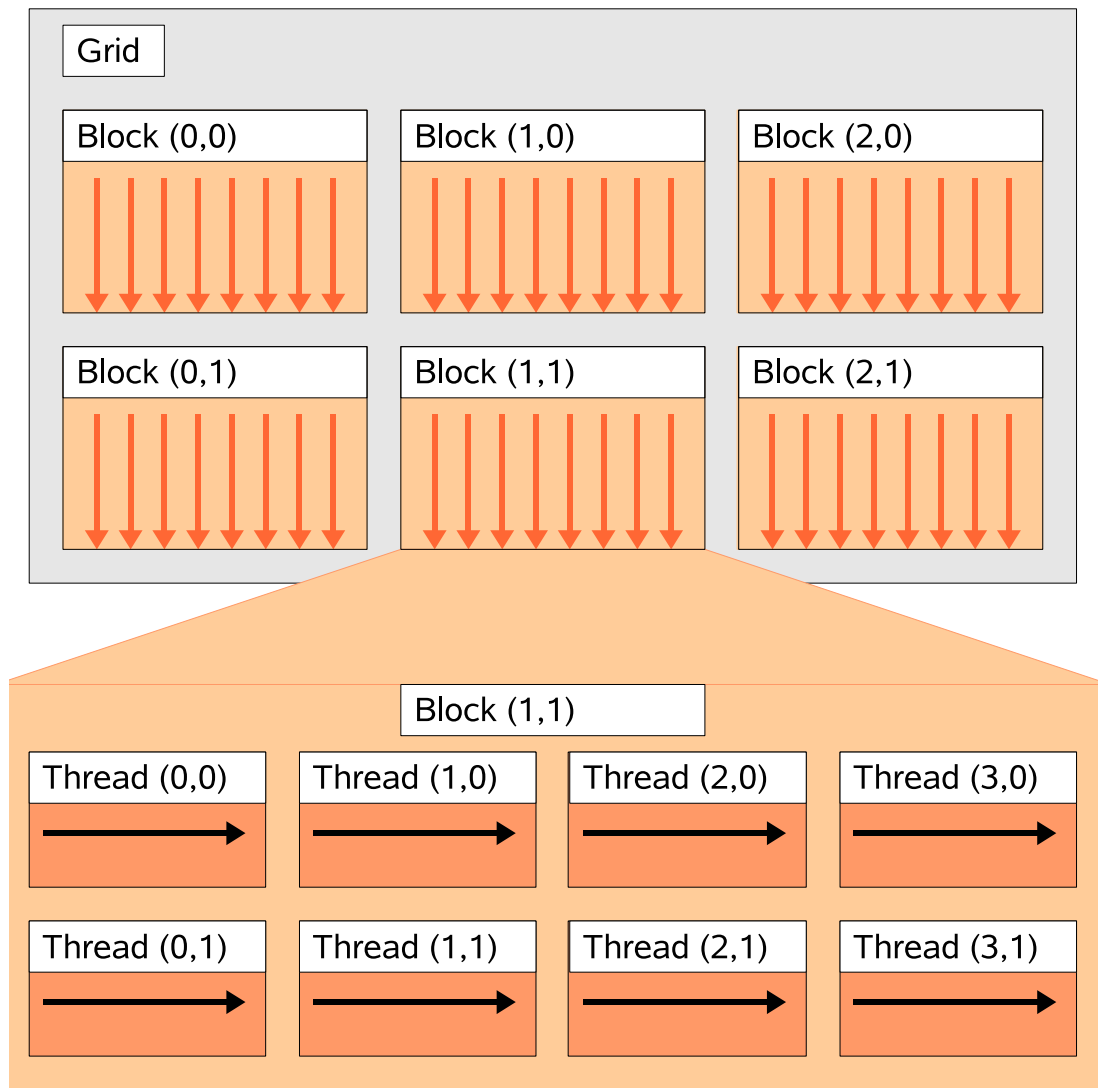 Grid
Block (0,0)
Block (1,0)
Block (2,0)
Block (0,1)
Block (1,1)
Block (2,1)
Block (1,1)
Thread (0,0)
Thread (1,0)
Thread (2,0)
Thread (3,0)
Thread (0,1)
Thread (1,1)
Thread (2,1)
Thread (3,1)